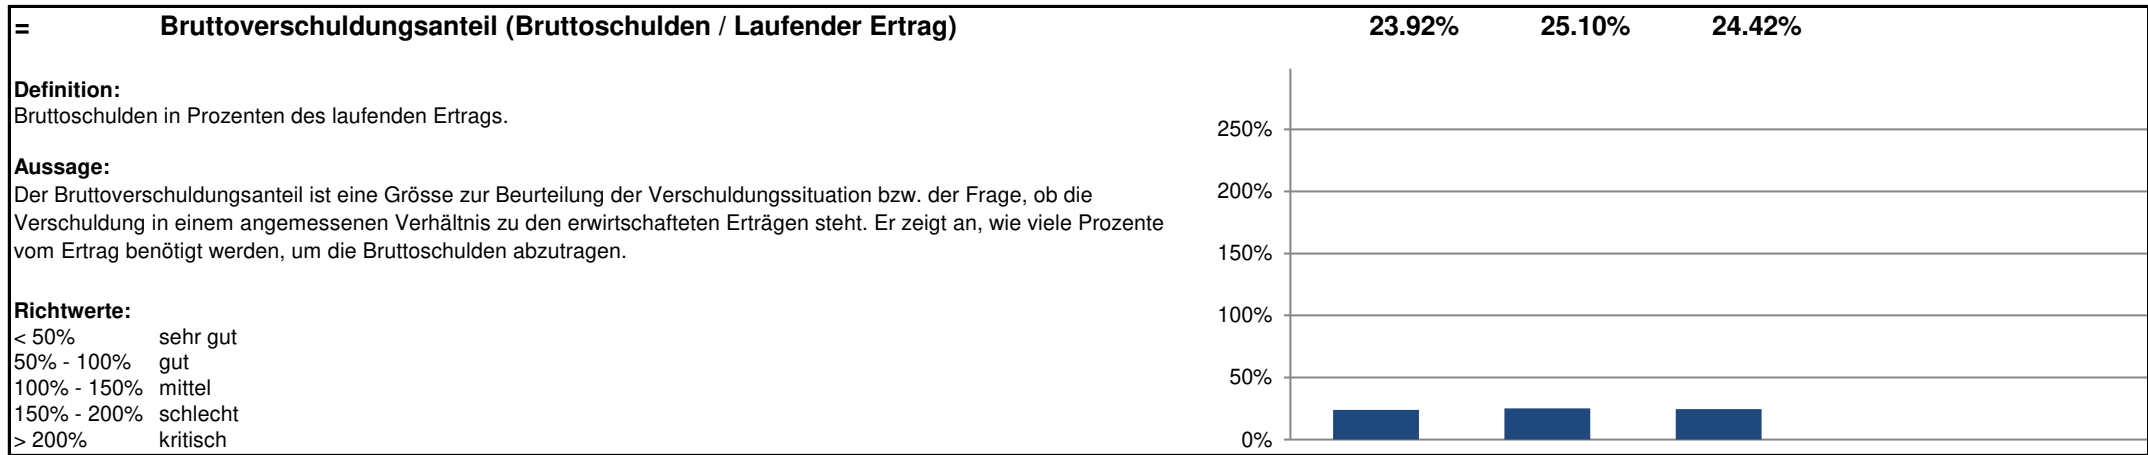 = Bruttoverschuldungsanteil (Bruttoschulden / Laufender Ertrag) 23.92% 25.10% 24.42%
Definition:
Bruttoschulden in Prozenten des laufenden Ertrags.
Aussage:
Der Bruttoverschuldungsanteil ist eine Grösse zur Beurteilung der Verschuldungssituation bzw. der Frage, ob die
Verschuldung in einem angemessenen Verhältnis zu den erwirtschafteten Erträgen steht. Er zeigt an, wie viele Prozente
vom Ertrag benötigt werden, um die Bruttoschulden abzutragen.
Richtwerte:
< 50% sehr gut
50% - 100% gut
100% - 150% mittel
150% - 200% schlecht
> 200% kritisch
250%
200%
150%
100%
50%
0%